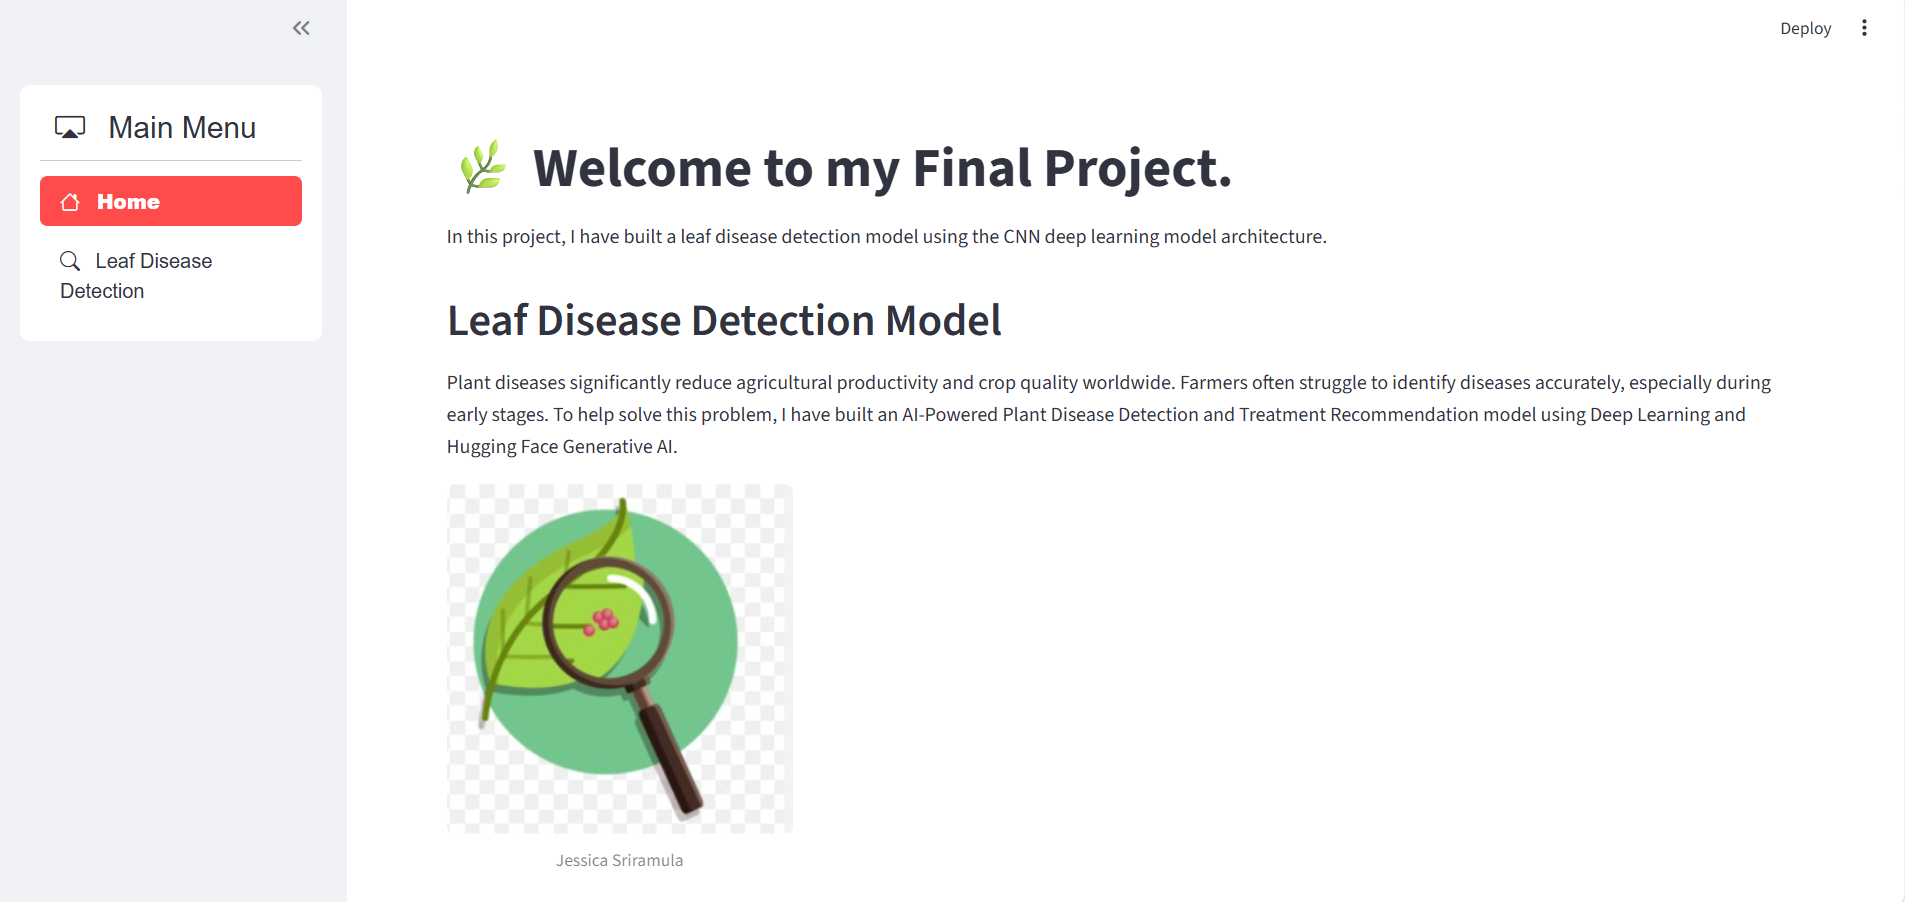 Deploy
Main Menu
Home
Leaf Disease
Detection
Welcome to my Final Project.
In this project, I have built a leaf disease detection model using the CNN deep learning model architecture.
Leaf Disease Detection Model
Plant diseases significantly reduce agricultural productivity and crop quality worldwide. Farmers often struggle to identify diseases accurately, especially during
early stages. To help solve this problem, I have built an AI-Powered Plant Disease Detection and Treatment Recommendation model using Deep Learning and
Hugging Face Generative AI.
Jessica Sriramula